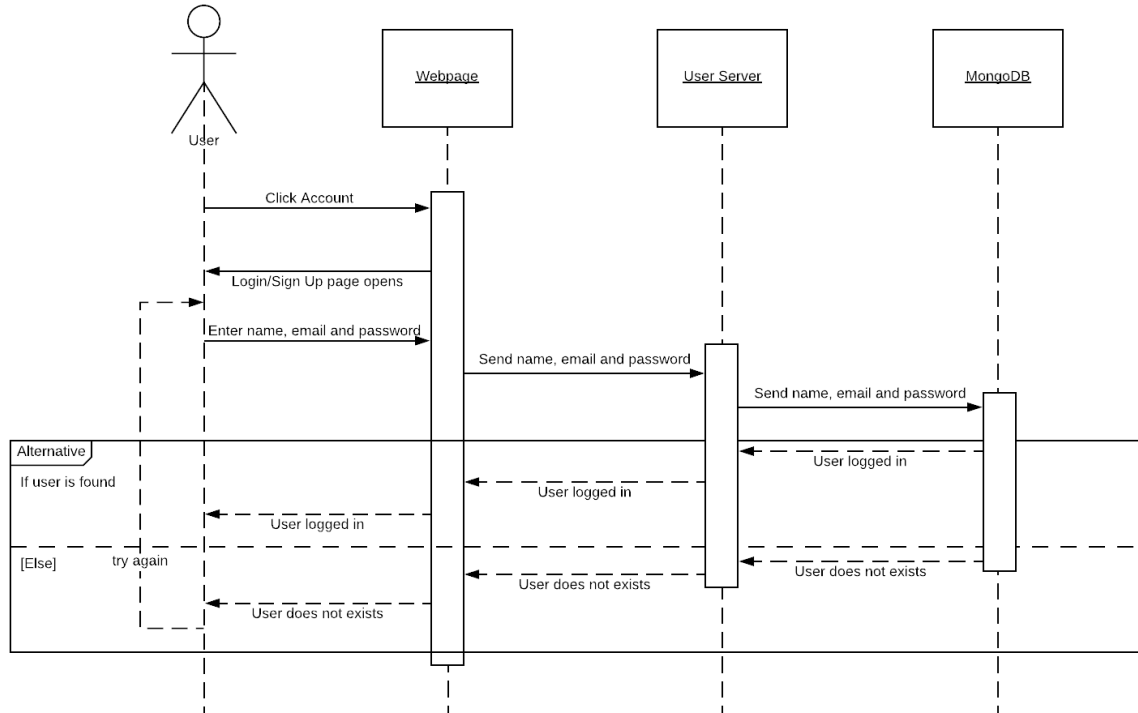 Webpage
User Server
MongoDB
User
Click Account
Login/Sign Up page opens
Enter name, email and password
Send name, email and password
Send name, email and password
Alternative
If user is found
User logged in
User logged in
User logged in
[Else]
try again
User does not exists
User does not exists
User does not exists